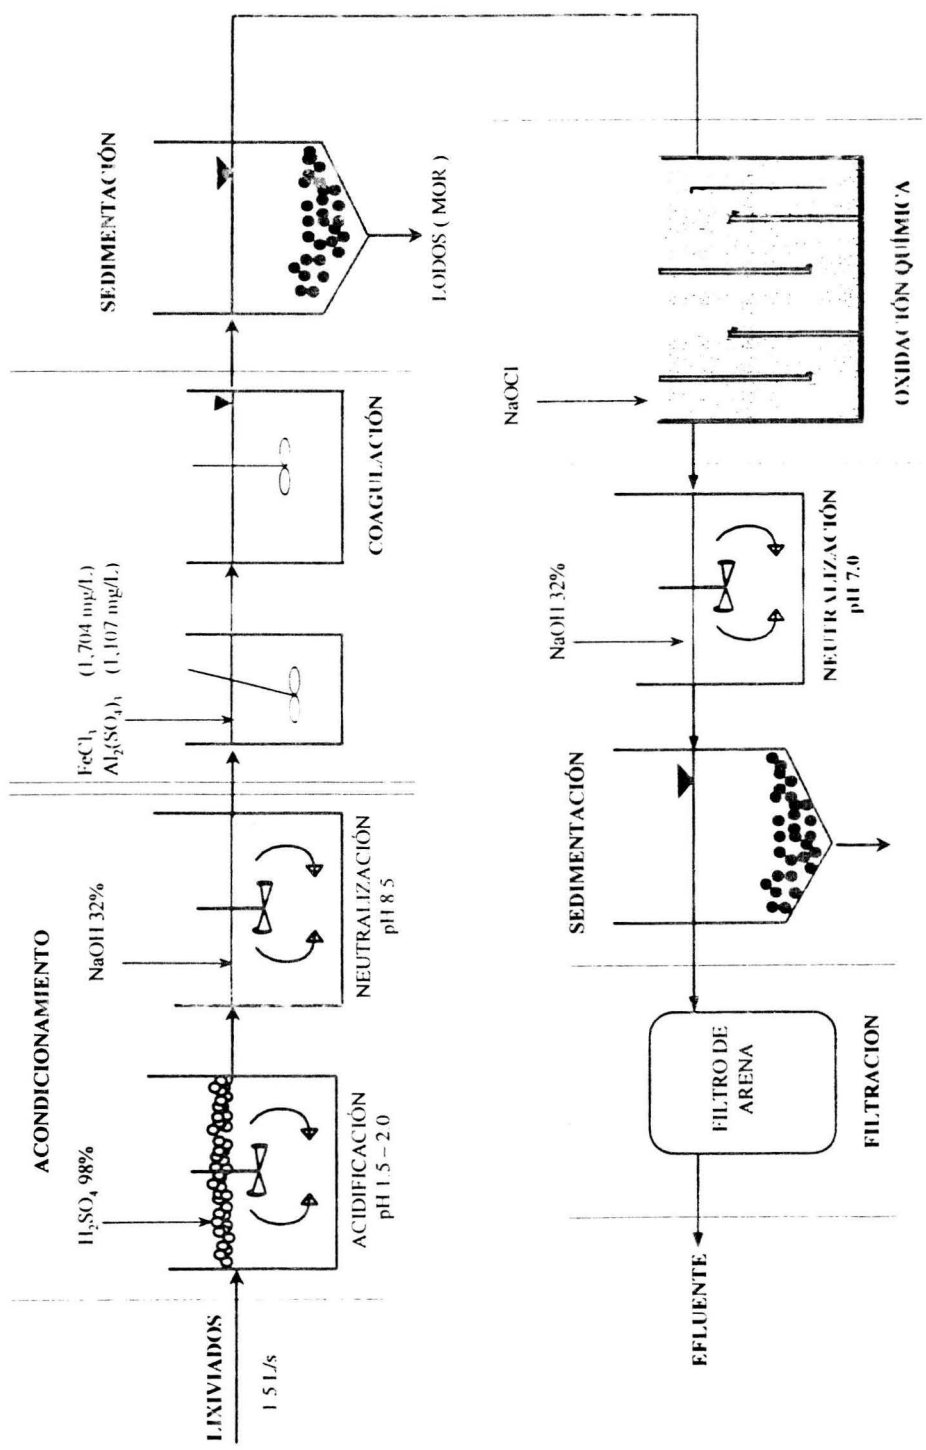 ACONDICIONAMIENTO
LIXIVIADOS
1.5 L/s
H₂SO₄ 98%
ACIDIFICACIÓN
pH 1.5 – 2.0
NaOH 32%
NEUTRALIZACIÓN
pH 8.5
FeCl₃ (1,704 mg/L)
Al₂(SO₄)₃ (1,107 mg/L)
COAGULACIÓN
SEDIMENTACIÓN
LODOS ( MOR )
NaOCl
OXIDACIÓN QUÍMICA
NaOH 32%
NEUTRALIZACIÓN
pH 7.0
SEDIMENTACIÓN
FILTRO DE
ARENA
FILTRACION
EFLUENTE